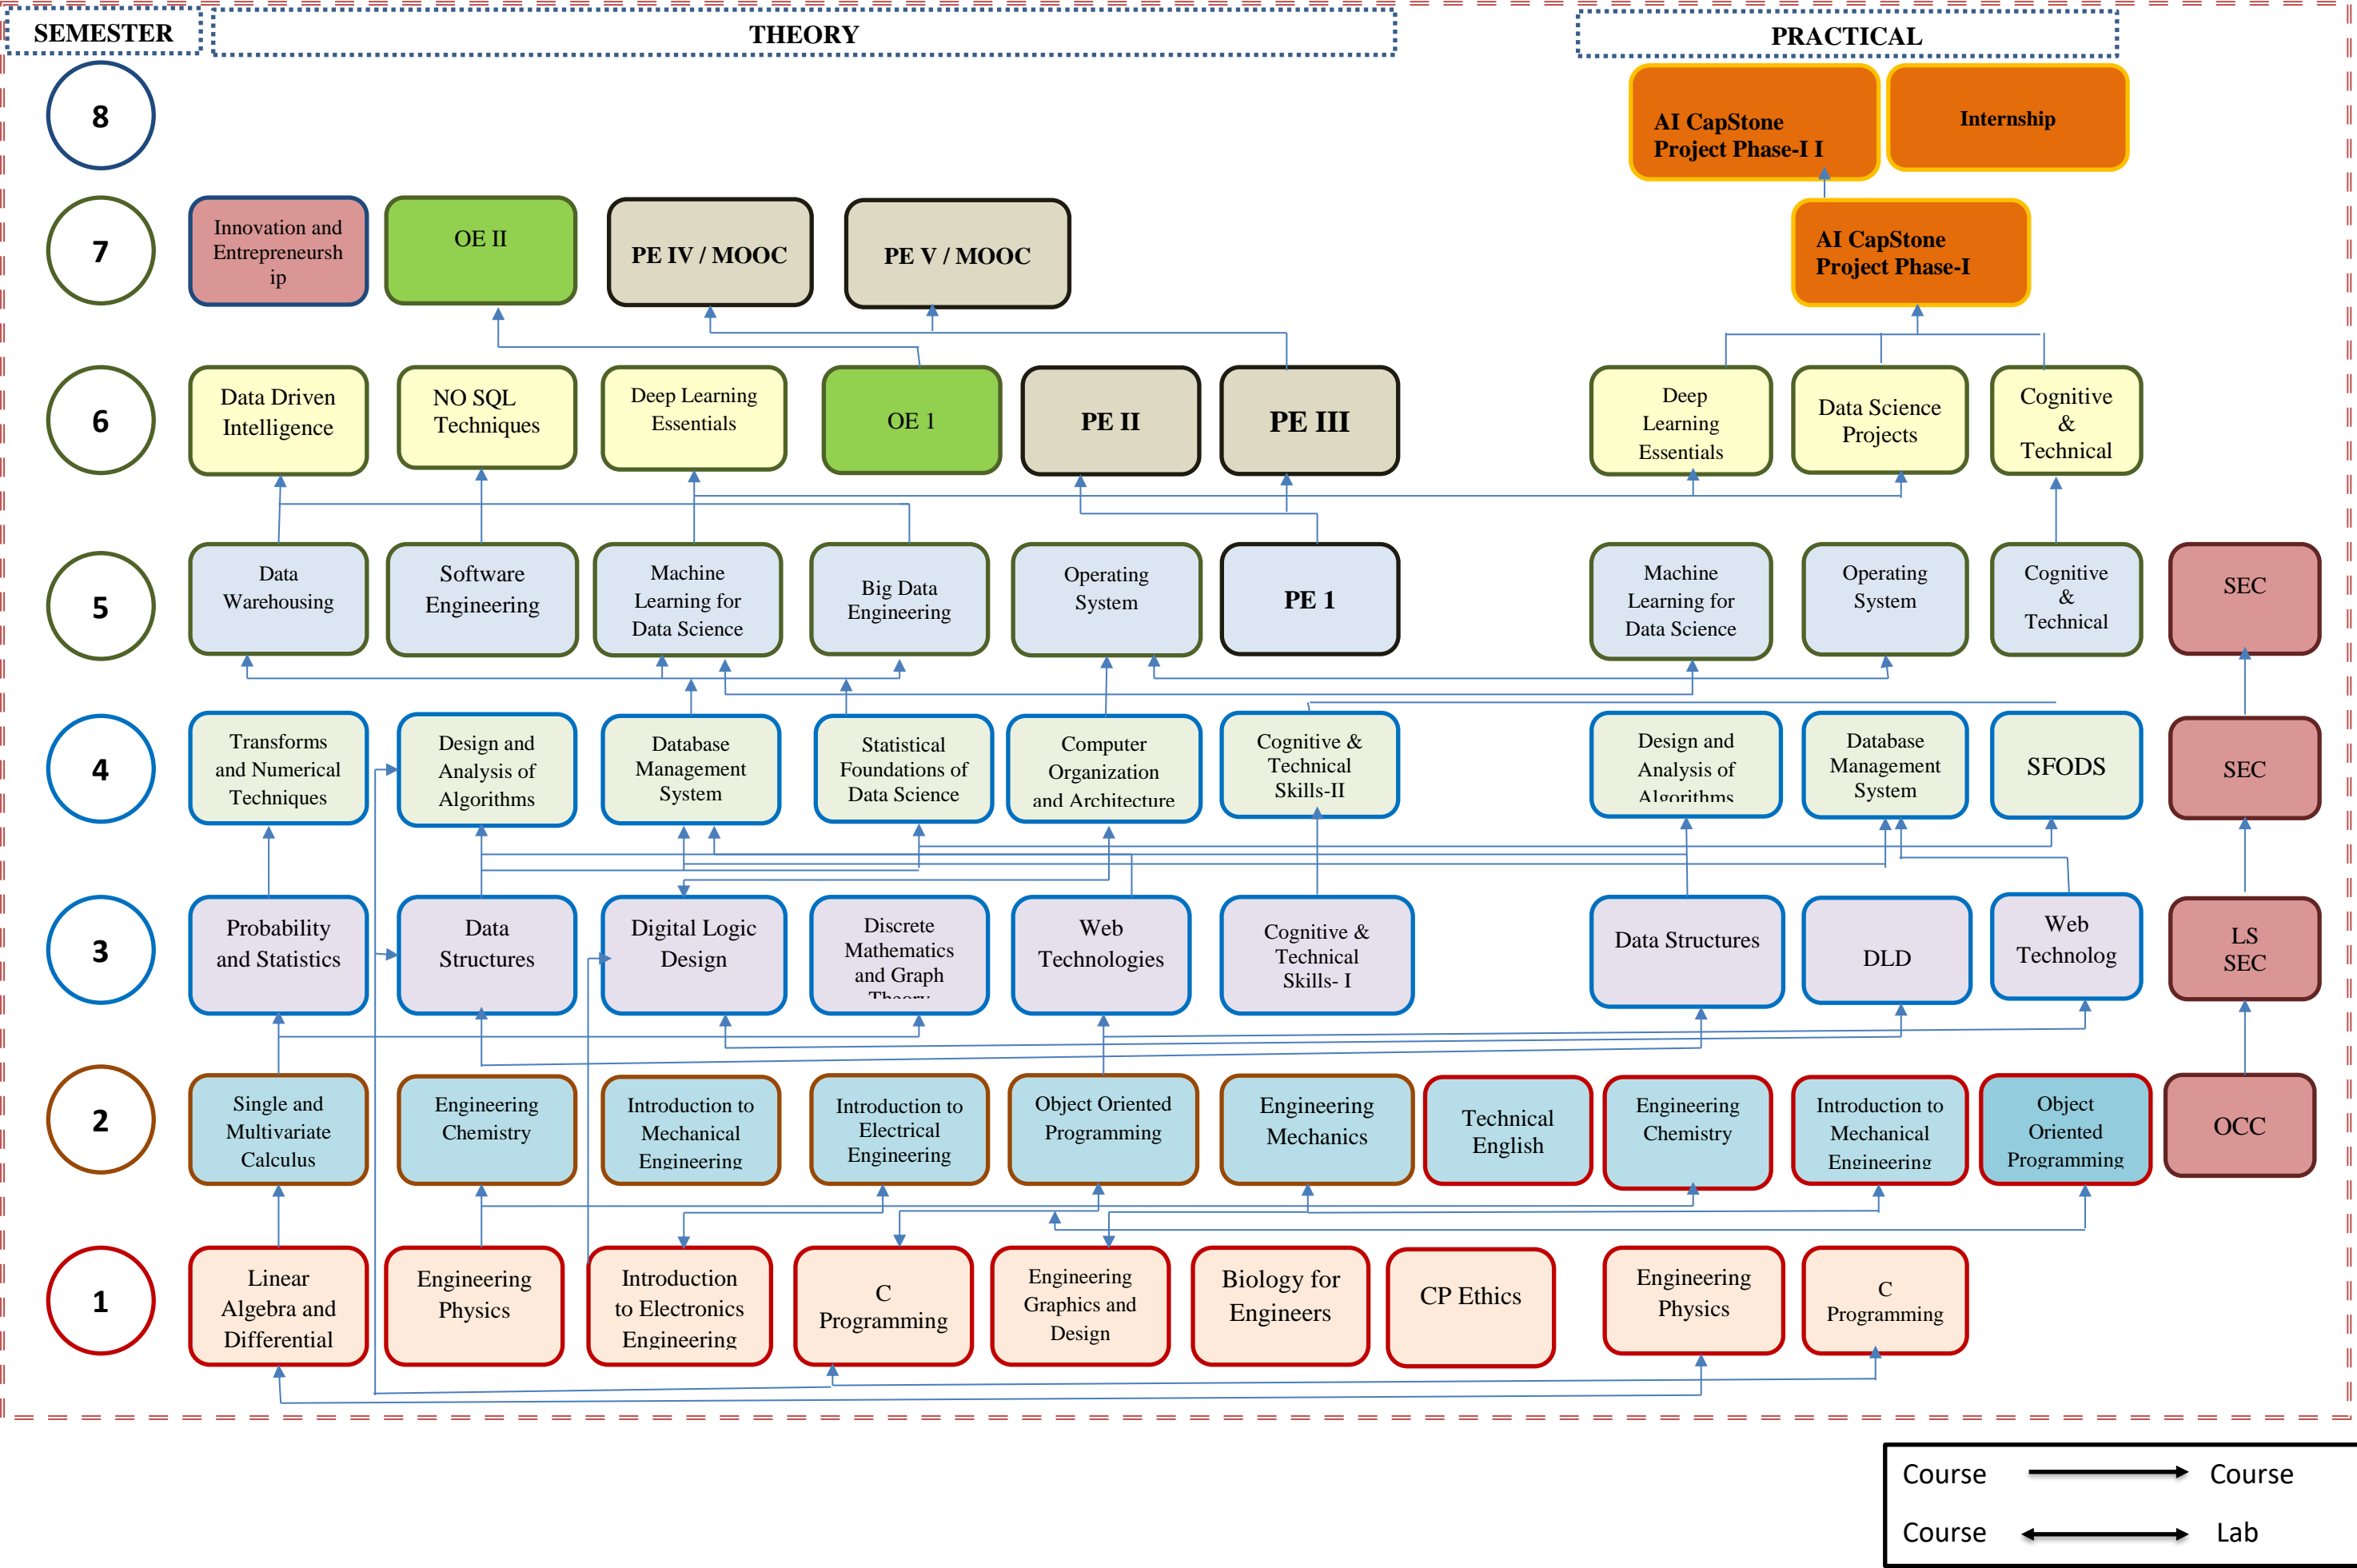 SEMESTER
THEORY
PRACTICAL
8
AI CapStone
Project Phase-I I
Internship
7
Innovation and
Entrepreneursh
ip
OE II
PE IV / MOOC
PE V / MOOC
AI CapStone
Project Phase-I
6
Data Driven
Intelligence
NO SQL
Techniques
Deep Learning
Essentials
OE 1
PE II
PE III
Deep
Learning
Essentials
Data Science
Projects
Cognitive
&
Technical
5
Data
Warehousing
Software
Engineering
Machine
Learning for
Data Science
Big Data
Engineering
Operating
System
PE 1
Machine
Learning for
Data Science
Operating
System
Cognitive
&
Technical
SEC
4
Transforms
and Numerical
Techniques
Design and
Analysis of
Algorithms
Database
Management
System
Statistical
Foundations of
Data Science
Computer
Organization
and Architecture
Cognitive &
Technical
Skills-II
Design and
Analysis of
Algorithms
Database
Management
System
SFODS
SEC
3
Probability
and Statistics
Data
Structures
Digital Logic
Design
Discrete
Mathematics
and Graph
Theory
Web
Technologies
Cognitive &
Technical
Skills- I
Data Structures
DLD
Web
Technolog
LS
SEC
2
Single and
Multivariate
Calculus
Engineering
Chemistry
Introduction to
Mechanical
Engineering
Introduction to
Electrical
Engineering
Object Oriented
Programming
Engineering
Mechanics
Technical
English
Engineering
Chemistry
Introduction to
Mechanical
Engineering
Object
Oriented
Programming
OCC
1
Linear
Algebra and
Differential
Engineering
Physics
Introduction
to Electronics
Engineering
C
Programming
Engineering
Graphics and
Design
Biology for
Engineers
CP Ethics
Engineering
Physics
C
Programming
Course
Course
Course
Lab